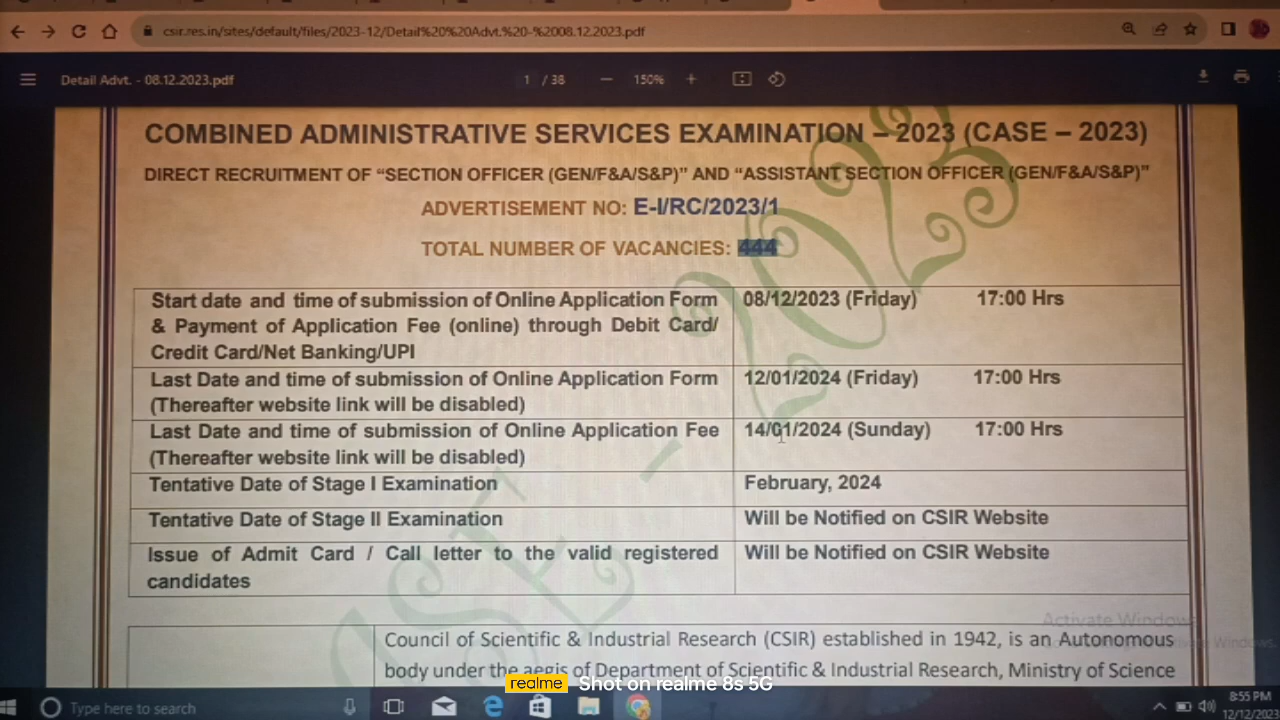 csir.res.in/sites/default/files/2023-12/Detail%20%20Advt.%20-%2008.12.2023.pdf
Detail Advt. - 08.12.2023.pdf
1 / 38
150%
COMBINED ADMINISTRATIVE SERVICES EXAMINATION – 2023 (CASE – 2023)
DIRECT RECRUITMENT OF “SECTION OFFICER (GEN/F&A/S&P)” AND “ASSISTANT SECTION OFFICER (GEN/F&A/S&P)”
ADVERTISEMENT NO: E-I/RC/2023/1
TOTAL NUMBER OF VACANCIES: 444
Start date and time of submission of Online Application Form 08/12/2023 (Friday) 17:00 Hrs
& Payment of Application Fee (online) through Debit Card/
Credit Card/Net Banking/UPI
Last Date and time of submission of Online Application Form 12/01/2024 (Friday) 17:00 Hrs
(Thereafter website link will be disabled)
Last Date and time of submission of Online Application Fee 14/01/2024 (Sunday) 17:00 Hrs
(Thereafter website link will be disabled)
Tentative Date of Stage I Examination February, 2024
Tentative Date of Stage II Examination Will be Notified on CSIR Website
Issue of Admit Card / Call letter to the valid registered Will be Notified on CSIR Website
candidates
Council of Scientific & Industrial Research (CSIR) established in 1942, is an Autonomous
body under the aegis of Department of Scientific & Industrial Research, Ministry of Science
Activate Windows
realme Shot on realme 8s 5G
Type here to search
8:55 PM
12/12/2023